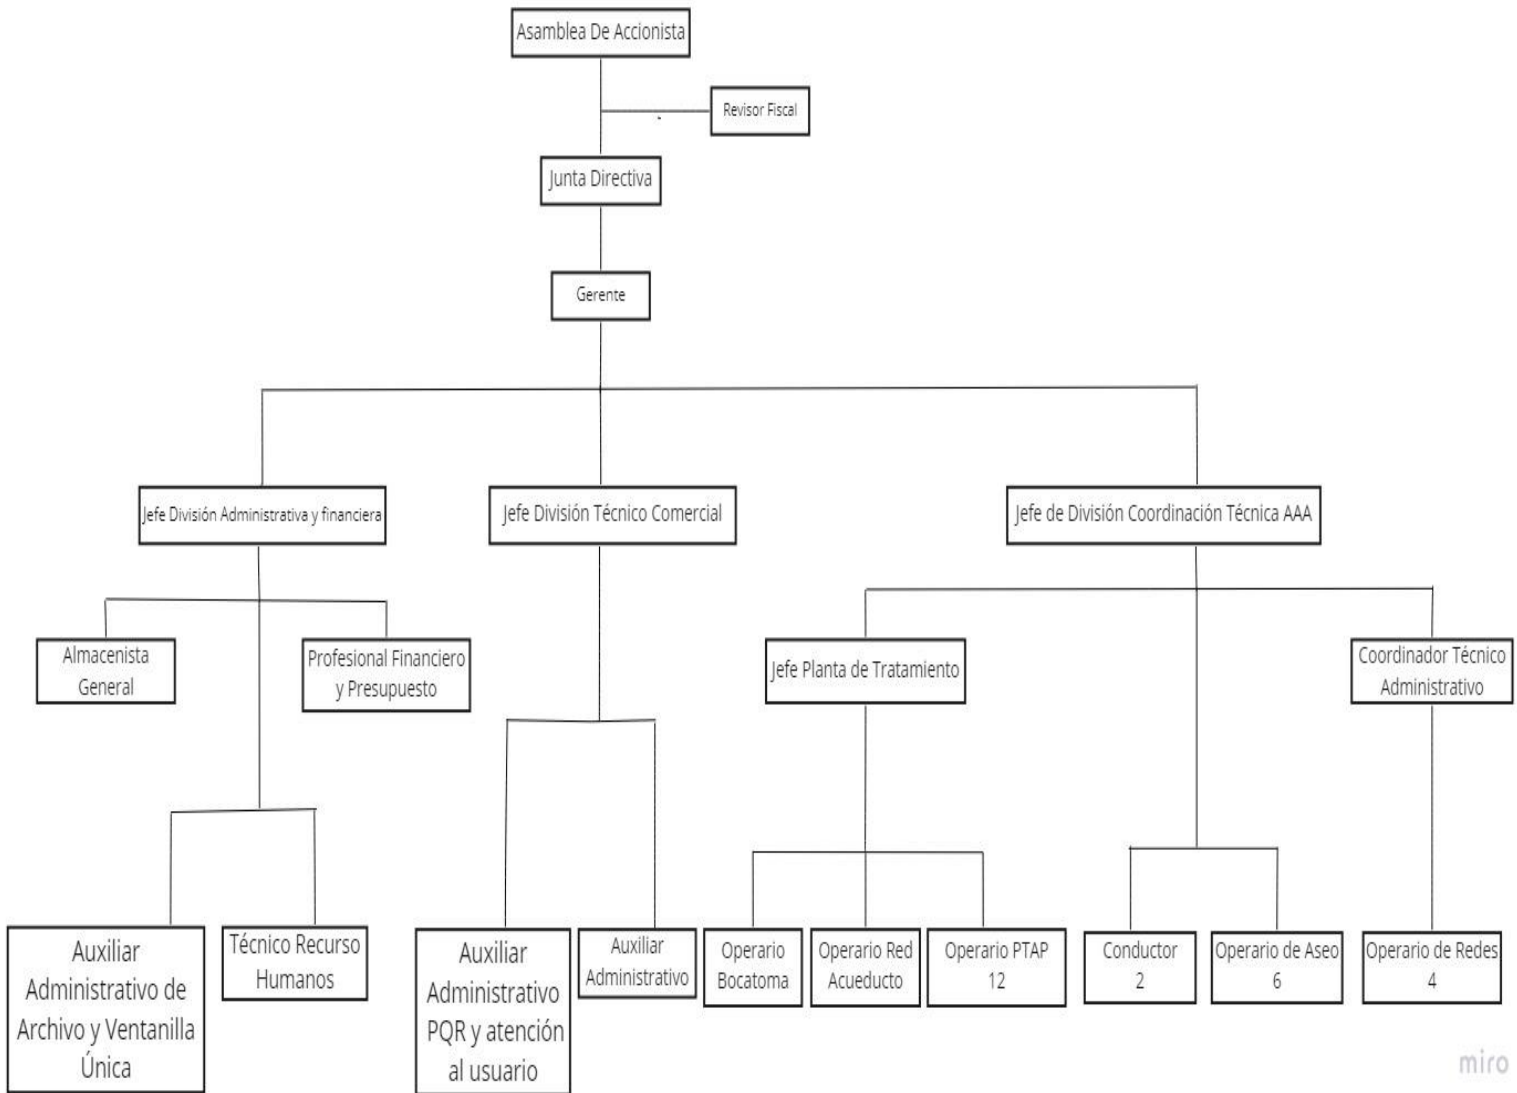 Asamblea De Accionista
Revisor Fiscal
Junta Directiva
Gerente
Jefe División Administrativa y financiera
Jefe División Técnico Comercial
Jefe de División Coordinación Técnica AAA
Almacenista
General
Profesional Financiero
y Presupuesto
Jefe Planta de Tratamiento
Coordinador Técnico
Administrativo
Auxiliar
Administrativo de
Archivo y Ventanilla
Única
Técnico Recurso
Humanos
Auxiliar
Administrativo
PQR y atención
al usuario
Auxiliar
Administrativo
Operario
Bocatoma
Operario Red
Acueducto
Operario PTAP
12
Conductor
2
Operario de Aseo
6
Operario de Redes
4
miro